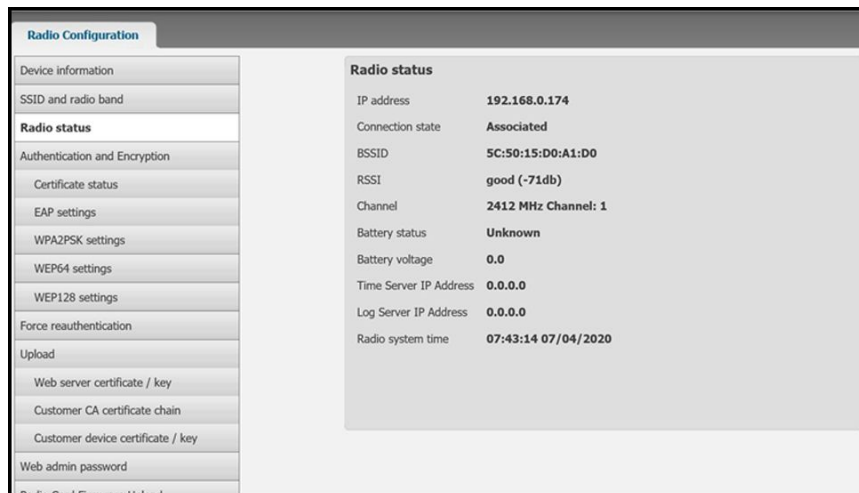 Radio Configuration
Device information
SSID and radio band
Radio status
Authentication and Encryption
Certificate status
EAP settings
WPA2PSK settings
WEP64 settings
WEP128 settings
Force reauthentication
Upload
Web server certificate / key
Customer CA certificate chain
Customer device certificate / key
Web admin password
Radio status
IP address 192.168.0.174
Connection state Associated
BSSID 5C:50:15:D0:A1:D0
RSSI good (-71db)
Channel 2412 MHz Channel: 1
Battery status Unknown
Battery voltage 0.0
Time Server IP Address 0.0.0.0
Log Server IP Address 0.0.0.0
Radio system time 07:43:14 07/04/2020